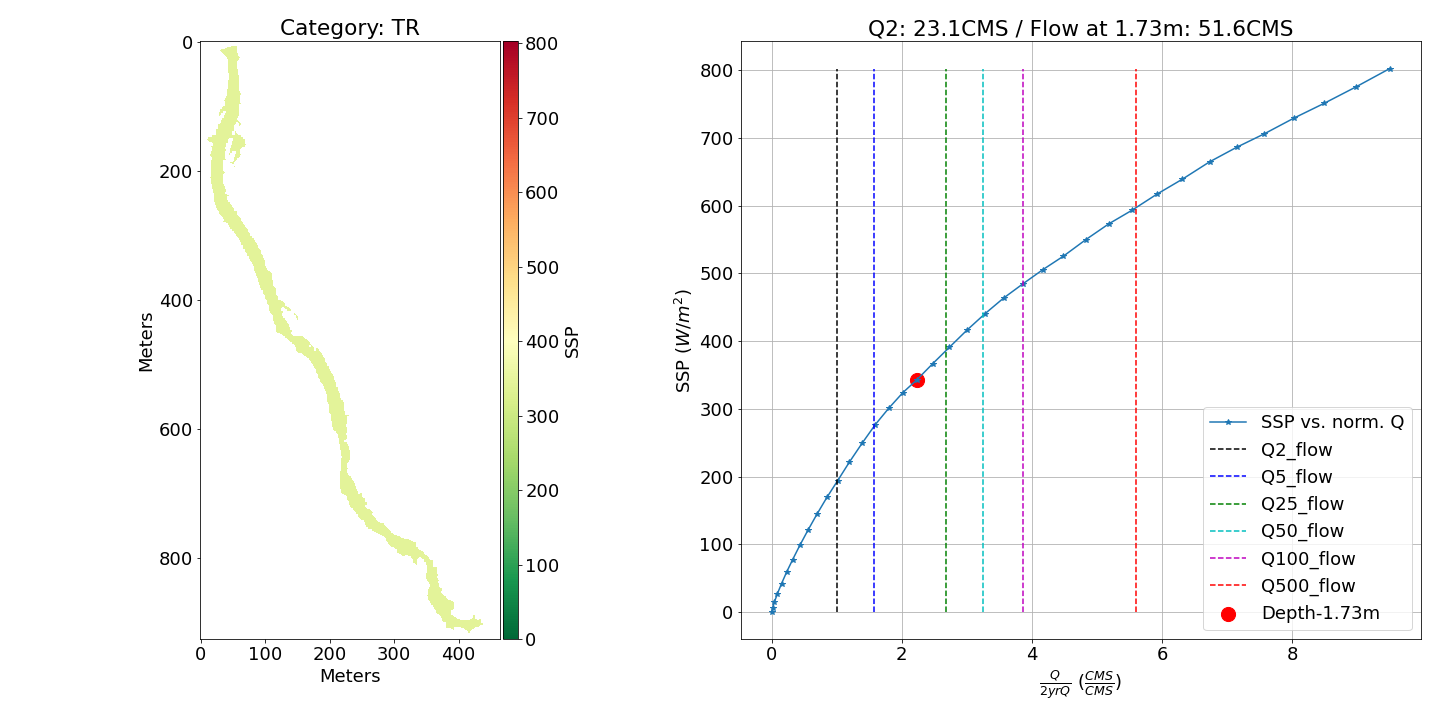 Category: TR
0
200
400
600
800
Meters
0
100
200
300
400
Meters
800
700
600
500
400
300
200
100
0
SSP
Q2: 23.1CMS / Flow at 1.73m: 51.6CMS
800
700
600
500
400
300
200
100
0
SSP (W/m²)
0
2
4
6
8
Q/2yrQ (CMS/CMS)
SSP vs. norm. Q
Q2_flow
Q5_flow
Q25_flow
Q50_flow
Q100_flow
Q500_flow
Depth-1.73m